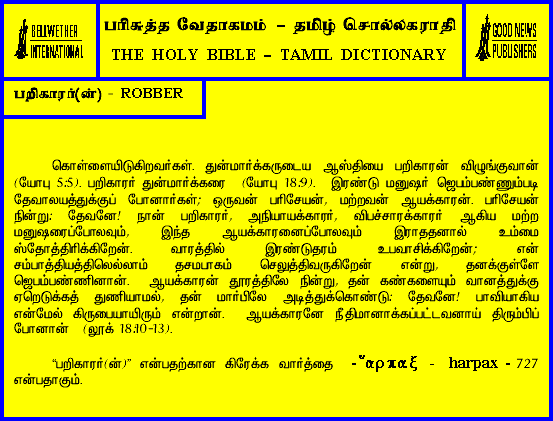 BELLWETHER
INTERNATIONAL
பரிசுத்த வேதாகமம் – தமிழ் சொல்லகராதி
THE HOLY BIBLE – TAMIL DICTIONARY
GOOD NEWS
PUBLISHERS
பறிகாரர்(ன்) - ROBBER
கொள்ளையிடுகிறவர்கள். துன்மார்க்கருடைய ஆஸ்தியை பறிகாரன் விழுங்குவான்
(யோபு 5:5). பறிகாரர் துன்மார்க்கரை (யோபு 18:9). இரண்டு மனுஷர் ஜெபம்பண்ணும்படி
தேவாலயத்துக்குப் போனார்கள்; ஒருவன் பரிசேயன், மற்றவன் ஆயக்காரன். பரிசேயன்
நின்று: தேவனே! நான் பறிகாரர், அநியாயக்காரர், விபச்சாரக்காரர் ஆகிய மற்ற
மனுஷரைப்போலவும், இந்த ஆயக்காரனைப்போலவும் இராததனால் உம்மை
ஸ்தோத்திரிக்கிறேன். வாரத்தில் இரண்டுதரம் உபவாசிக்கிறேன்; என்
சம்பாத்தியத்திலெல்லாம் தசமபாகம் செலுத்திவருகிறேன் என்று, தனக்குள்ளே
ஜெபம்பண்ணினான். ஆயக்காரன் தூரத்திலே நின்று, தன் கண்களையும் வானத்துக்கு
ஏறெடுக்கத் துணியாமல், தன் மார்பிலே அடித்துக்கொண்டு: தேவனே! பாவியாகிய
என்மேல் கிருபையாயிரும் என்றான். ஆயக்காரனே நீதிமானாக்கப்பட்டவனாய் திரும்பிப்
போனான் (லூக் 18:10-13).
“பறிகாரர்(ன்)” என்பதற்கான கிரேக்க வார்த்தை - ἅρπαξ - harpax - 727
என்பதாகும்.